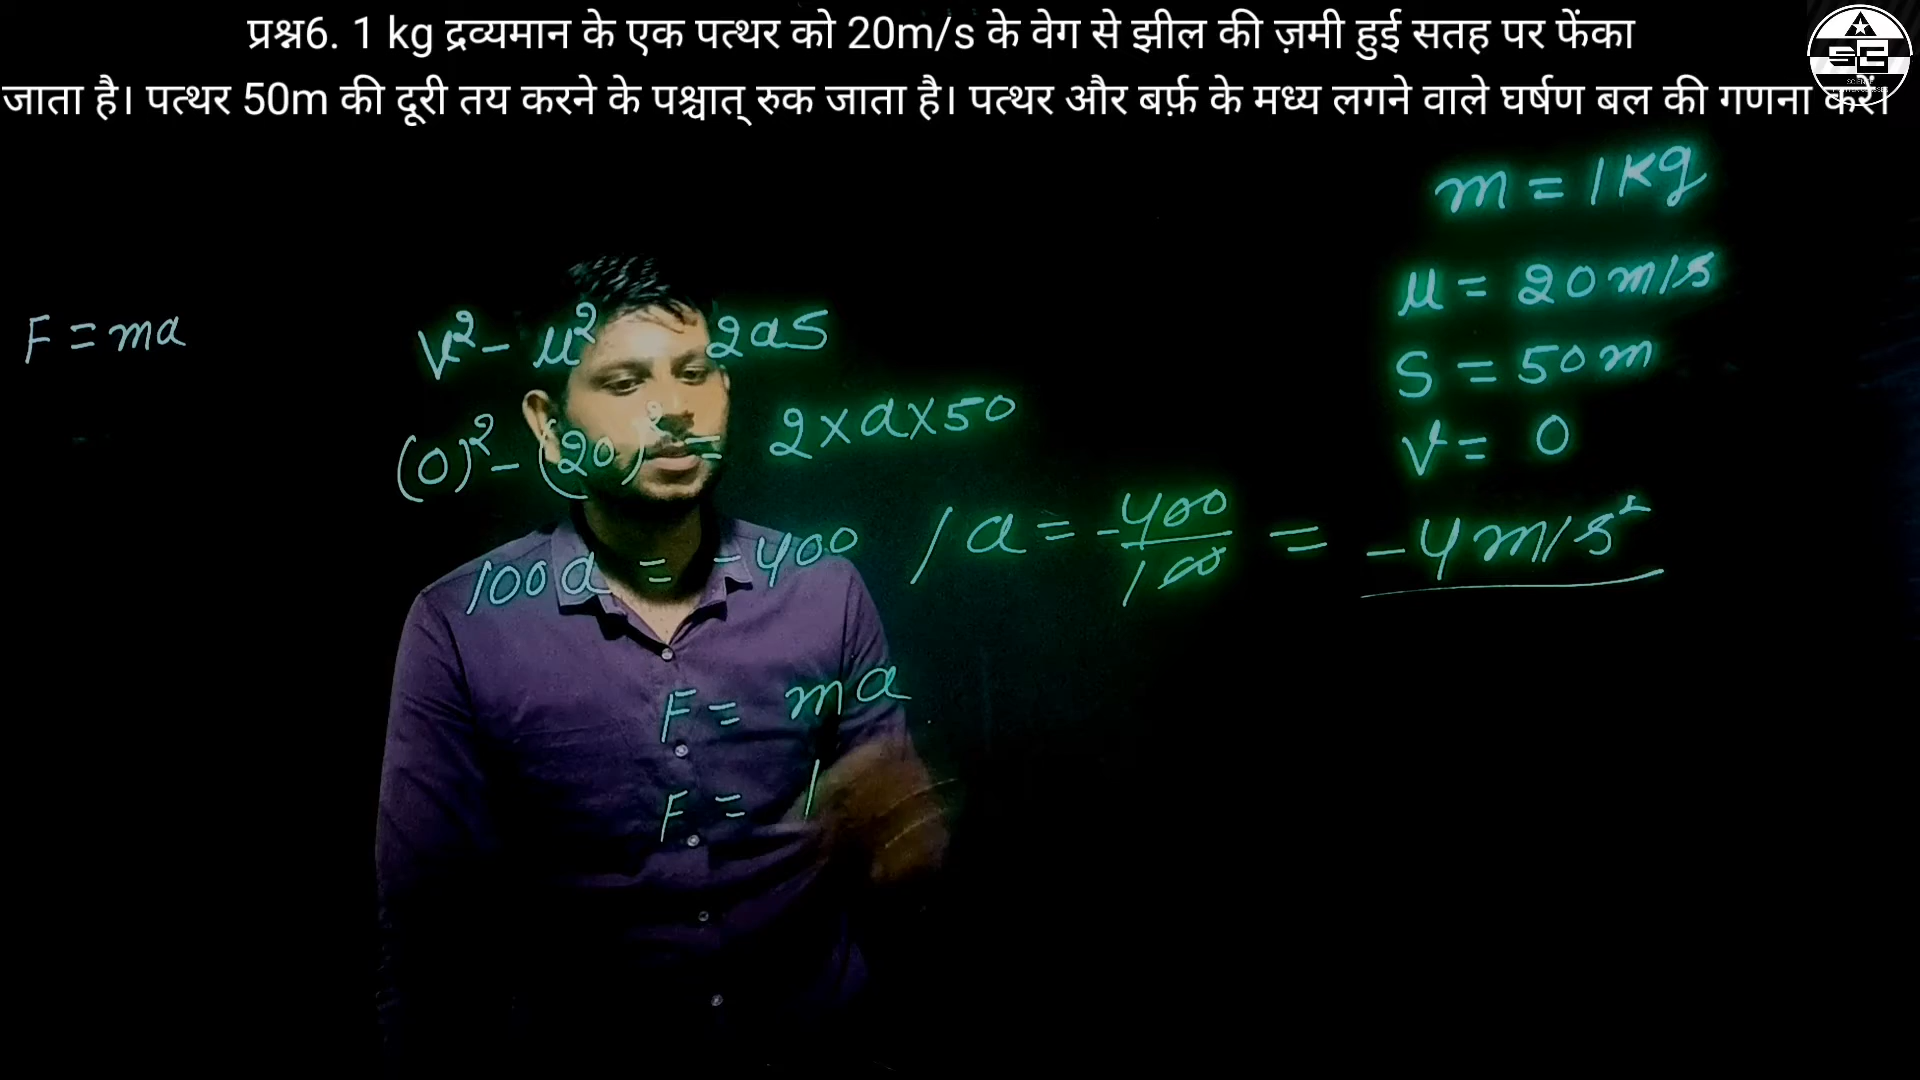 प्रश्न6. 1 kg द्रव्यमान के एक पत्थर को 20m/s के वेग से झील की ज़मी हुई सतह पर फेंका
जाता है। पत्थर 50m की दूरी तय करने के पश्चात् रुक जाता है। पत्थर और बर्फ़ के मध्य लगने वाले घर्षण बल की गणना करें।
m = 1kg
u = 20m/s
S = 50m
v = 0
F = ma
v² - u² 2as
(0)² - (20)² = 2×a×50
100a = -400 / a = -400/100 = -4m/s²
F = ma
F = 1